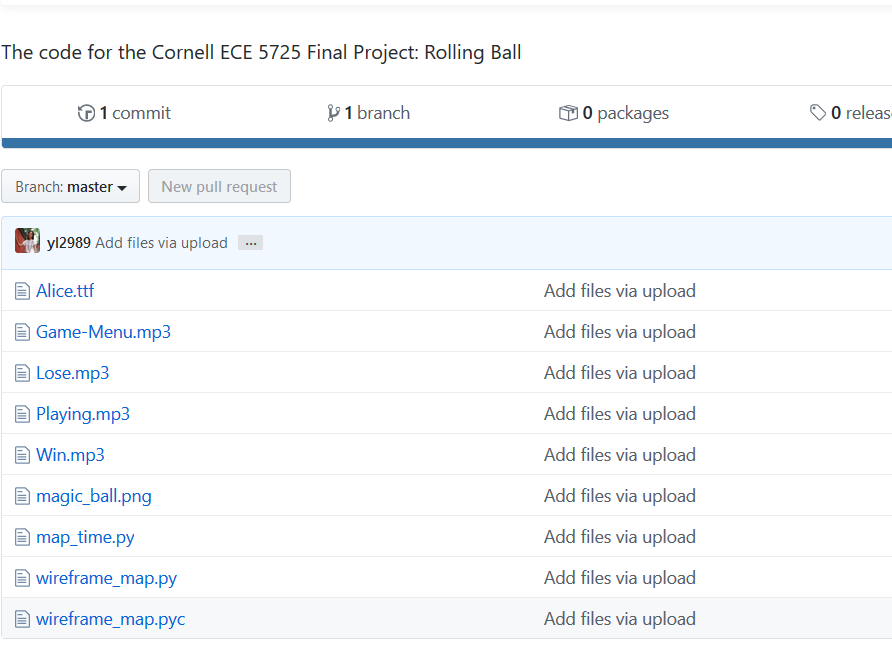 The code for the Cornell ECE 5725 Final Project: Rolling Ball
1 commit 1 branch 0 packages 0 releas
Branch: master New pull request
yl2989 Add files via upload ...
Alice.ttf Add files via upload
Game-Menu.mp3 Add files via upload
Lose.mp3 Add files via upload
Playing.mp3 Add files via upload
Win.mp3 Add files via upload
magic_ball.png Add files via upload
map_time.py Add files via upload
wireframe_map.py Add files via upload
wireframe_map.pyc Add files via upload